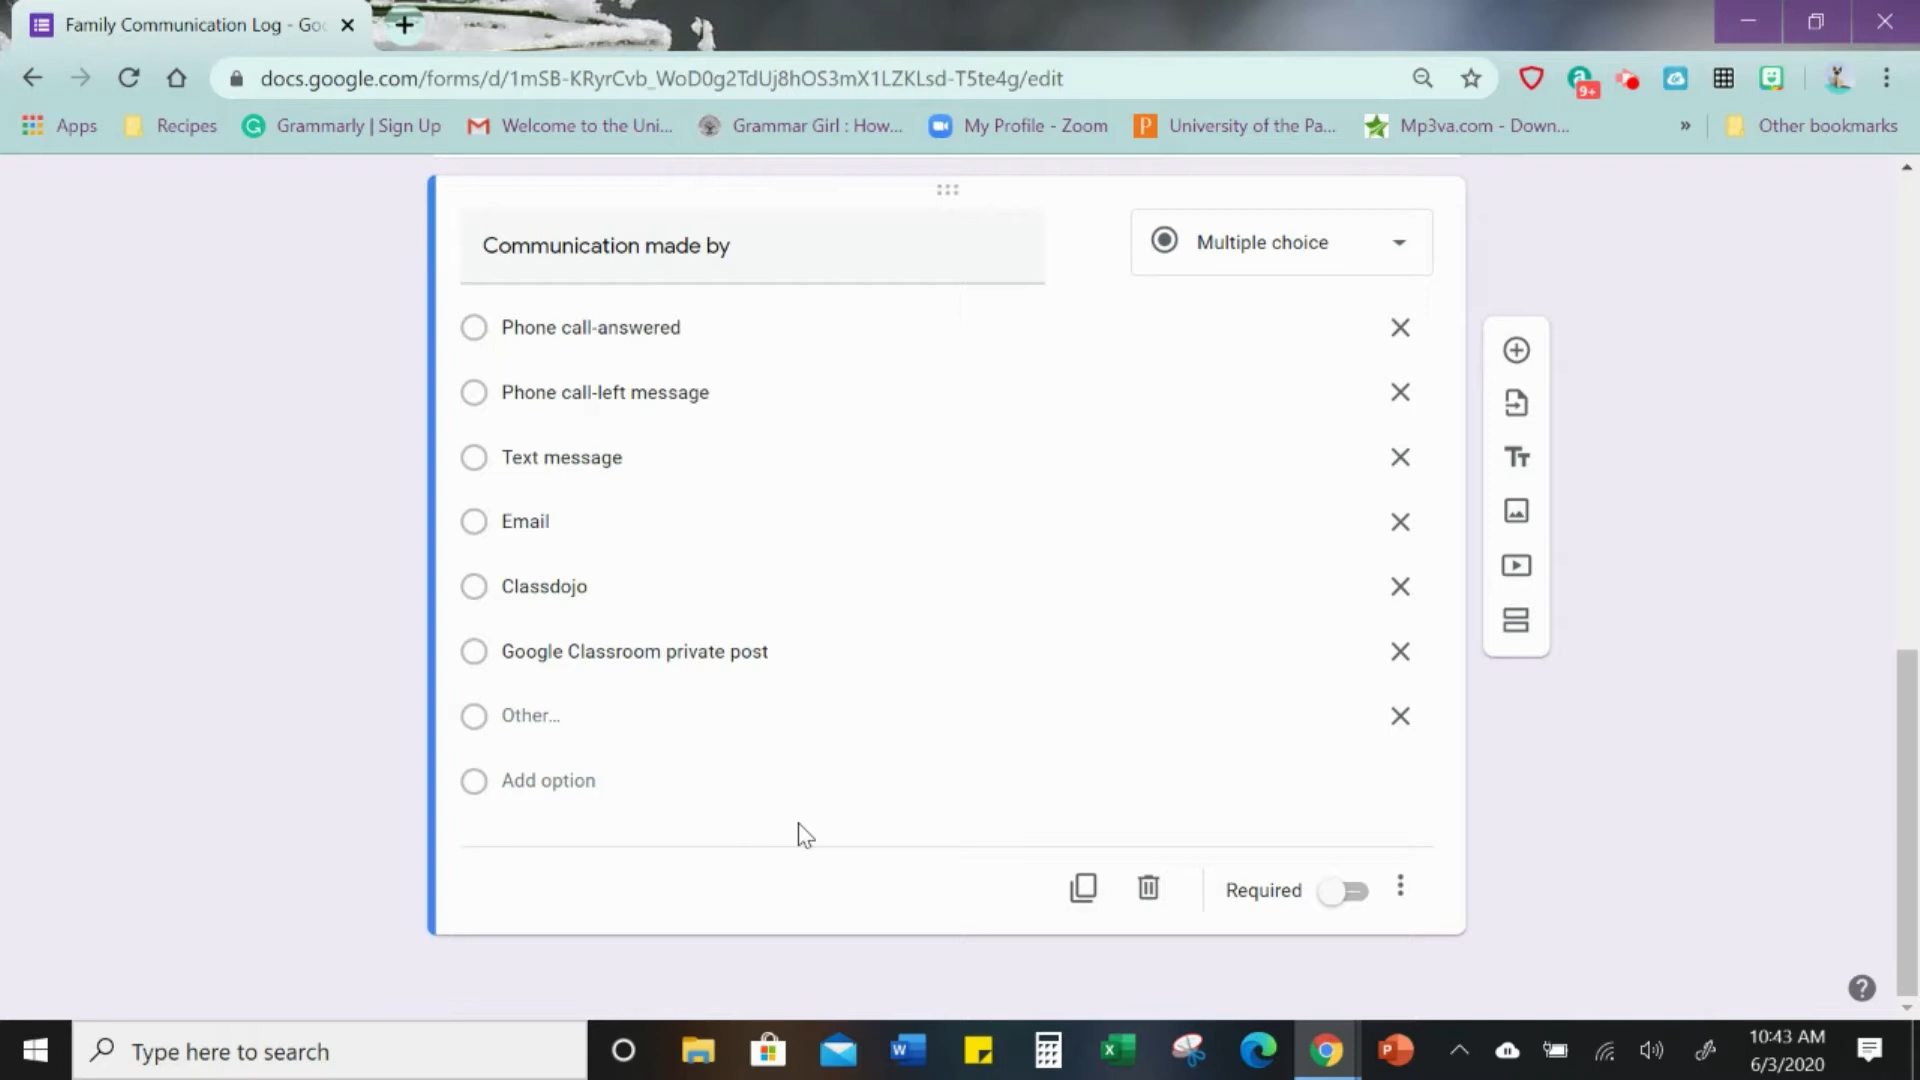 Family Communication Log - Goo
docs.google.com/forms/d/1mSB-KRyrCvb_WoD0g2TdUj8hOS3mX1LZKLsd-T5te4g/edit
9+
Apps
Recipes
Grammarly | Sign Up
Welcome to the Uni...
Grammar Girl : How...
My Profile - Zoom
University of the Pa...
Mp3va.com - Down...
»
Other bookmarks
Communication made by
Multiple choice
Phone call-answered
Phone call-left message
Text message
Email
Classdojo
Google Classroom private post
Other...
Add option
Required
Type here to search
10:43 AM
6/3/2020